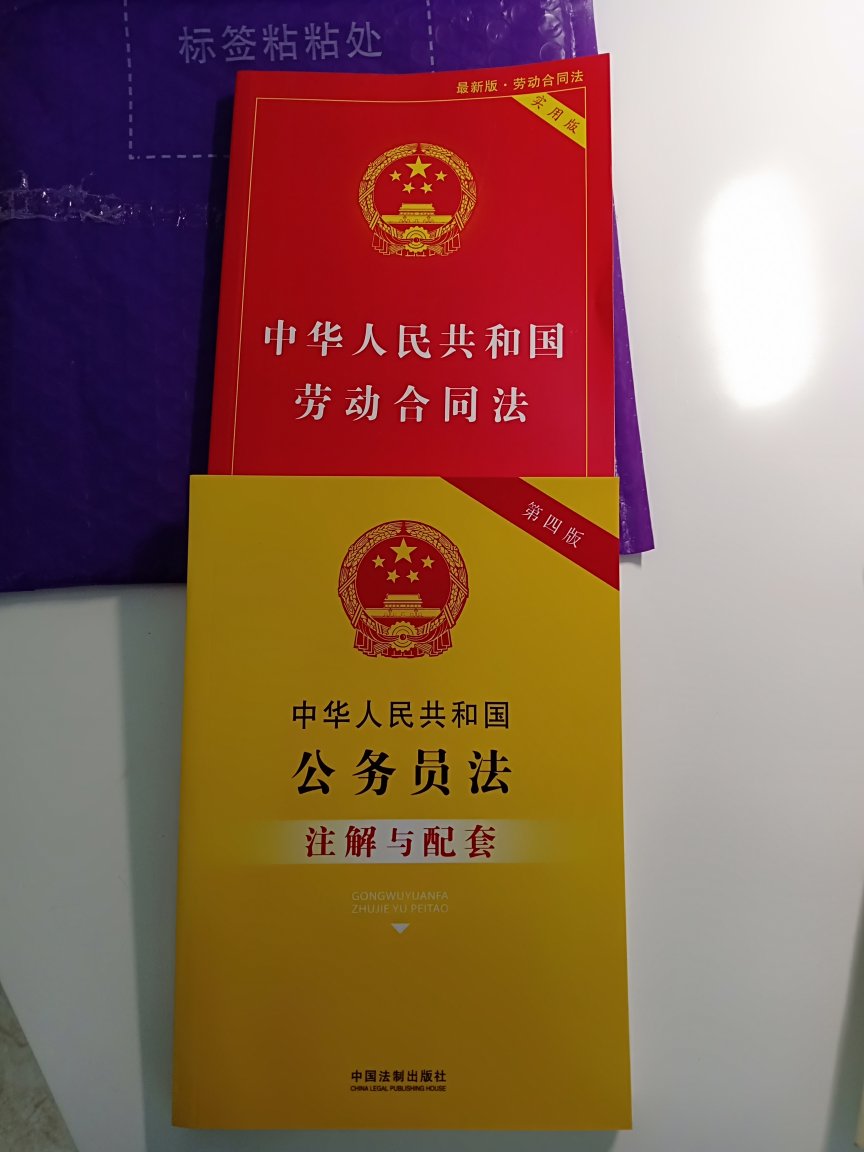 标签粘粘处
最新版·劳动合同法
实用版
中华人民共和国
劳动合同法
第四版
中华人民共和国
公务员法
注解与配套
GONGWUYUANFA
ZHUJIE YU PEITAO
中国法制出版社
CHINA LEGAL PUBLISHING HOUSE